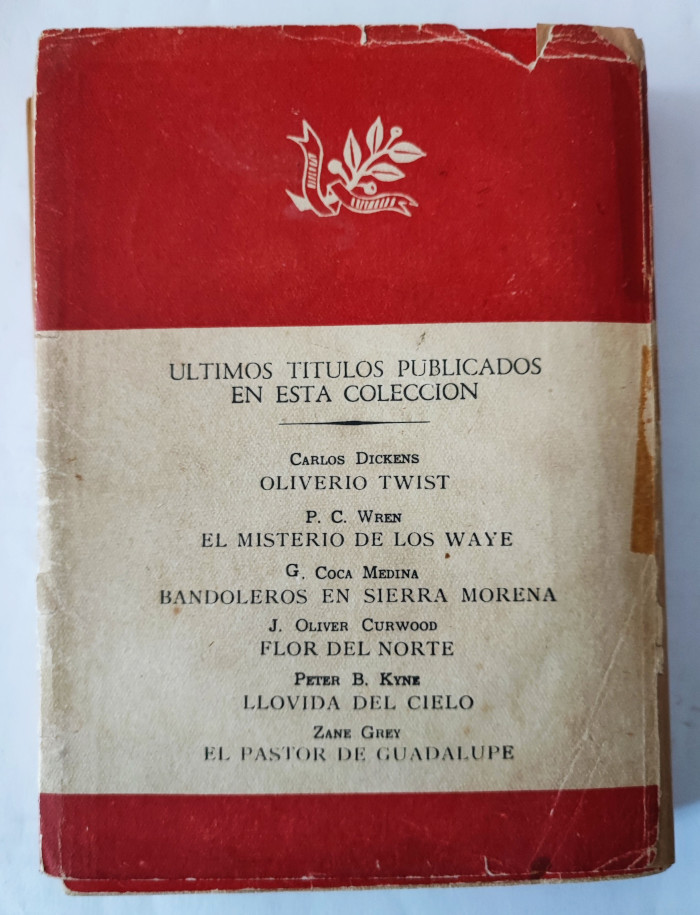 ULTIMOS TITULOS PUBLICADOS
EN ESTA COLECCION
CARLOS DICKENS
OLIVERIO TWIST
P. C. WREN
EL MISTERIO DE LOS WAYE
G. COCA MEDINA
BANDOLEROS EN SIERRA MORENA
J. OLIVER CURWOOD
FLOR DEL NORTE
PETER B. KYNE
LLOVIDA DEL CIELO
ZANE GREY
EL PASTOR DE GUADALUPE